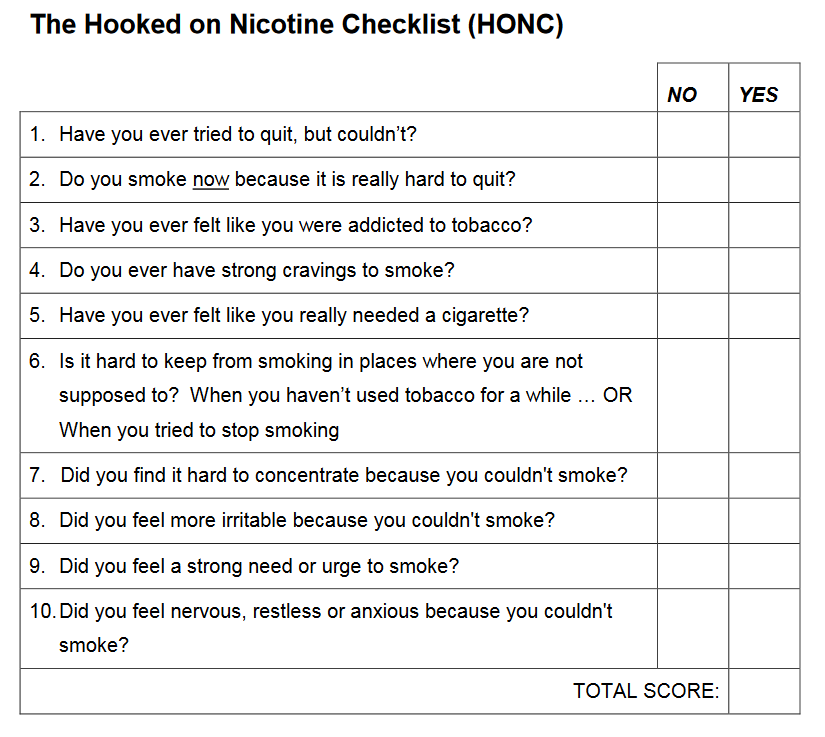 The Hooked on Nicotine Checklist (HONC)
NO YES
1. Have you ever tried to quit, but couldn’t?
2. Do you smoke now because it is really hard to quit?
3. Have you ever felt like you were addicted to tobacco?
4. Do you ever have strong cravings to smoke?
5. Have you ever felt like you really needed a cigarette?
6. Is it hard to keep from smoking in places where you are not
supposed to?  When you haven’t used tobacco for a while … OR
When you tried to stop smoking
7. Did you find it hard to concentrate because you couldn't smoke?
8. Did you feel more irritable because you couldn't smoke?
9. Did you feel a strong need or urge to smoke?
10. Did you feel nervous, restless or anxious because you couldn't
smoke?
TOTAL SCORE: